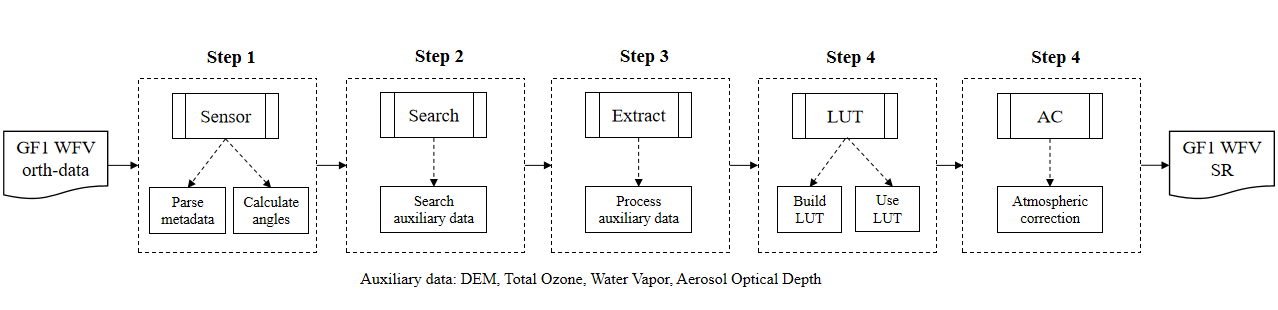 Step 1
Step 2
Step 3
Step 4
Step 4
GF1 WFV
orth-data
Sensor
Parse
metadata
Calculate
angles
Search
Search
auxiliary data
Extract
Process
auxiliary data
LUT
Build
LUT
Use
LUT
AC
Atmospheric
correction
GF1 WFV
SR
Auxiliary data: DEM, Total Ozone, Water Vapor, Aerosol Optical Depth